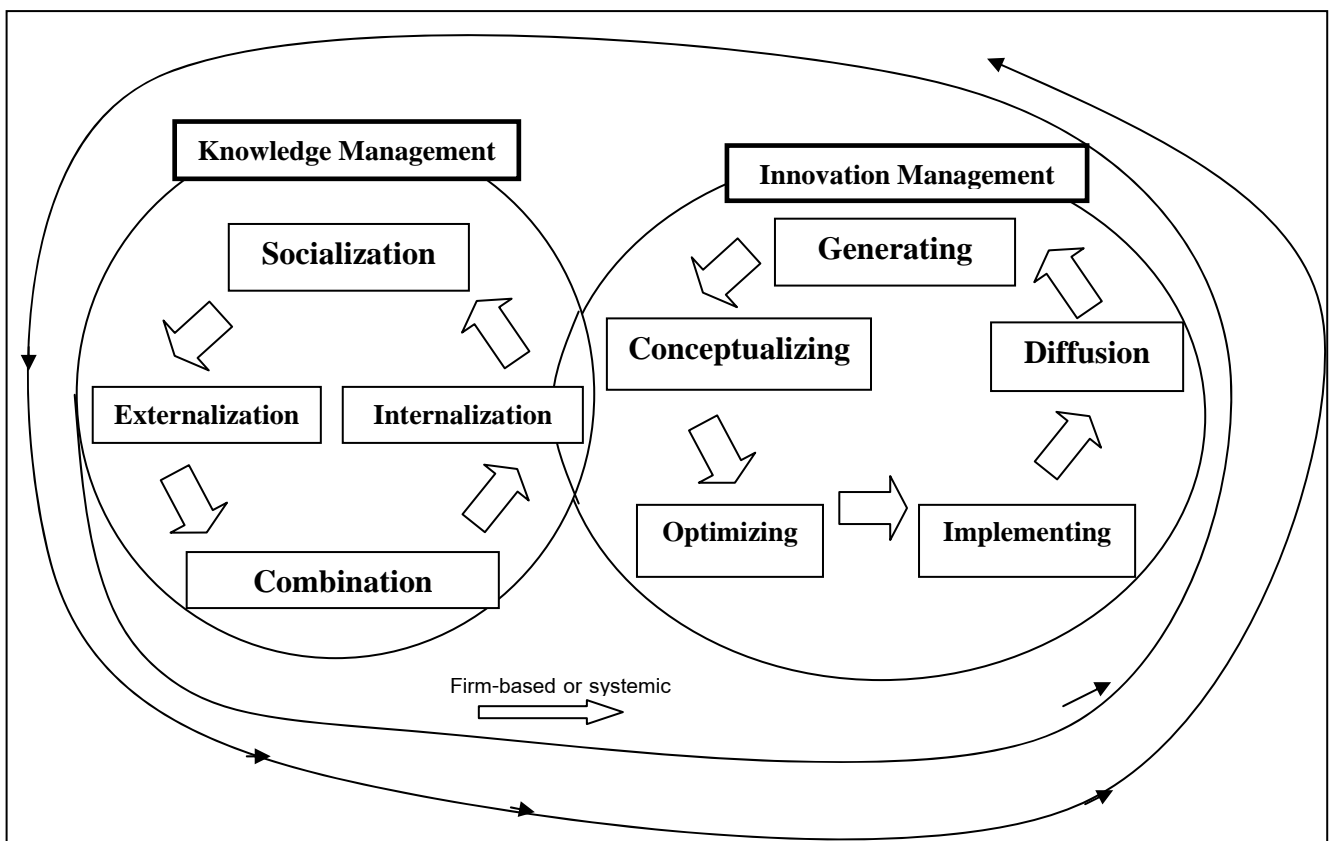 Knowledge Management
Innovation Management
Socialization
Generating
Conceptualizing
Diffusion
Externalization
Internalization
Optimizing
Implementing
Combination
Firm-based or systemic